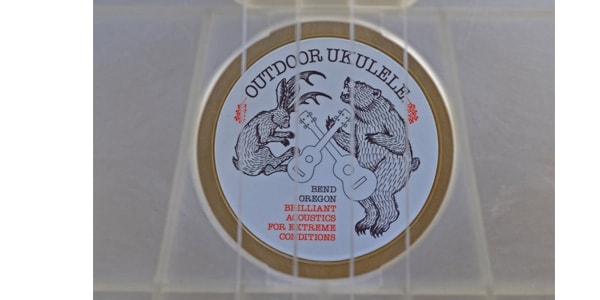 OUTDOOR UKULELE
BEND
OREGON
BRILLIANT
ACOUSTICS
FOR EXTREME
CONDITIONS